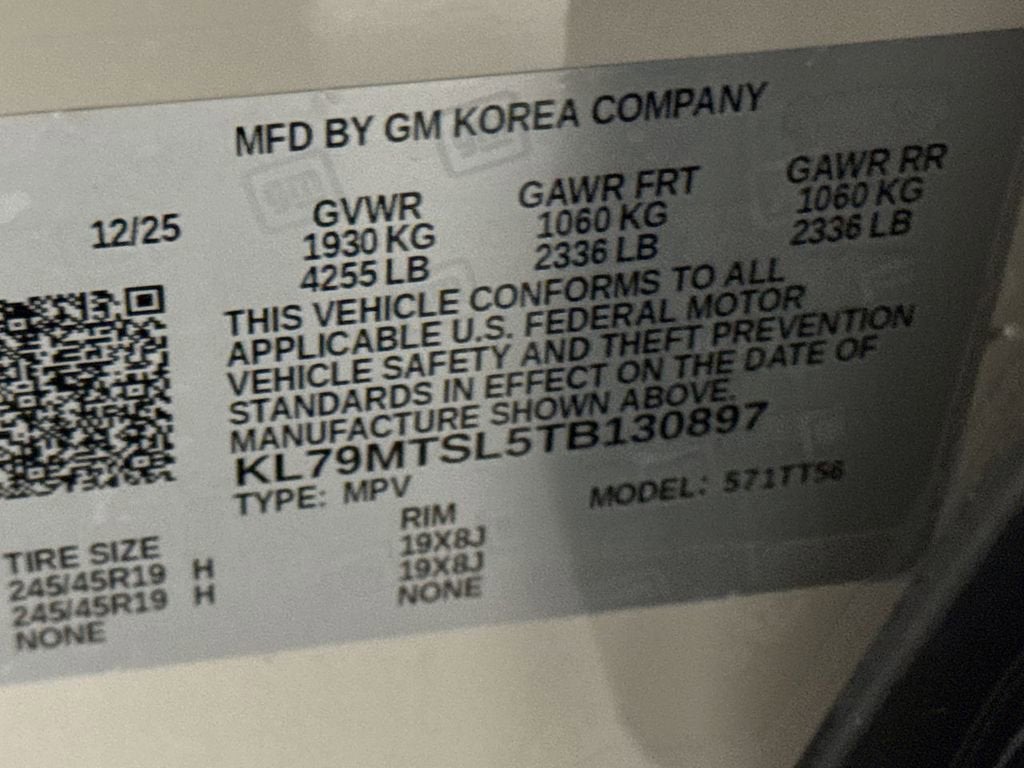 MFD BY GM KOREA COMPANY
12/25
GVWR GAWR FRT GAWR RR
1930 KG 1060 KG 1060 KG
4255 LB 2336 LB 2336 LB
THIS VEHICLE CONFORMS TO ALL
APPLICABLE U.S. FEDERAL MOTOR
VEHICLE SAFETY AND THEFT PREVENTION
STANDARDS IN EFFECT ON THE DATE OF
MANUFACTURE SHOWN ABOVE.
KL79MTSL5TB130897
TYPE: MPV MODEL:
TIRE SIZE RIM
245/45R19 H 19X8J
245/45R19 H 19X8J
NONE NONE